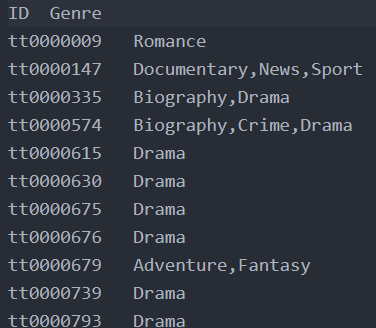 ID  Genre
tt0000009   Romance
tt0000147   Documentary,News,Sport
tt0000335   Biography,Drama
tt0000574   Biography,Crime,Drama
tt0000615   Drama
tt0000630   Drama
tt0000675   Drama
tt0000676   Drama
tt0000679   Adventure,Fantasy
tt0000739   Drama
tt0000793   Drama